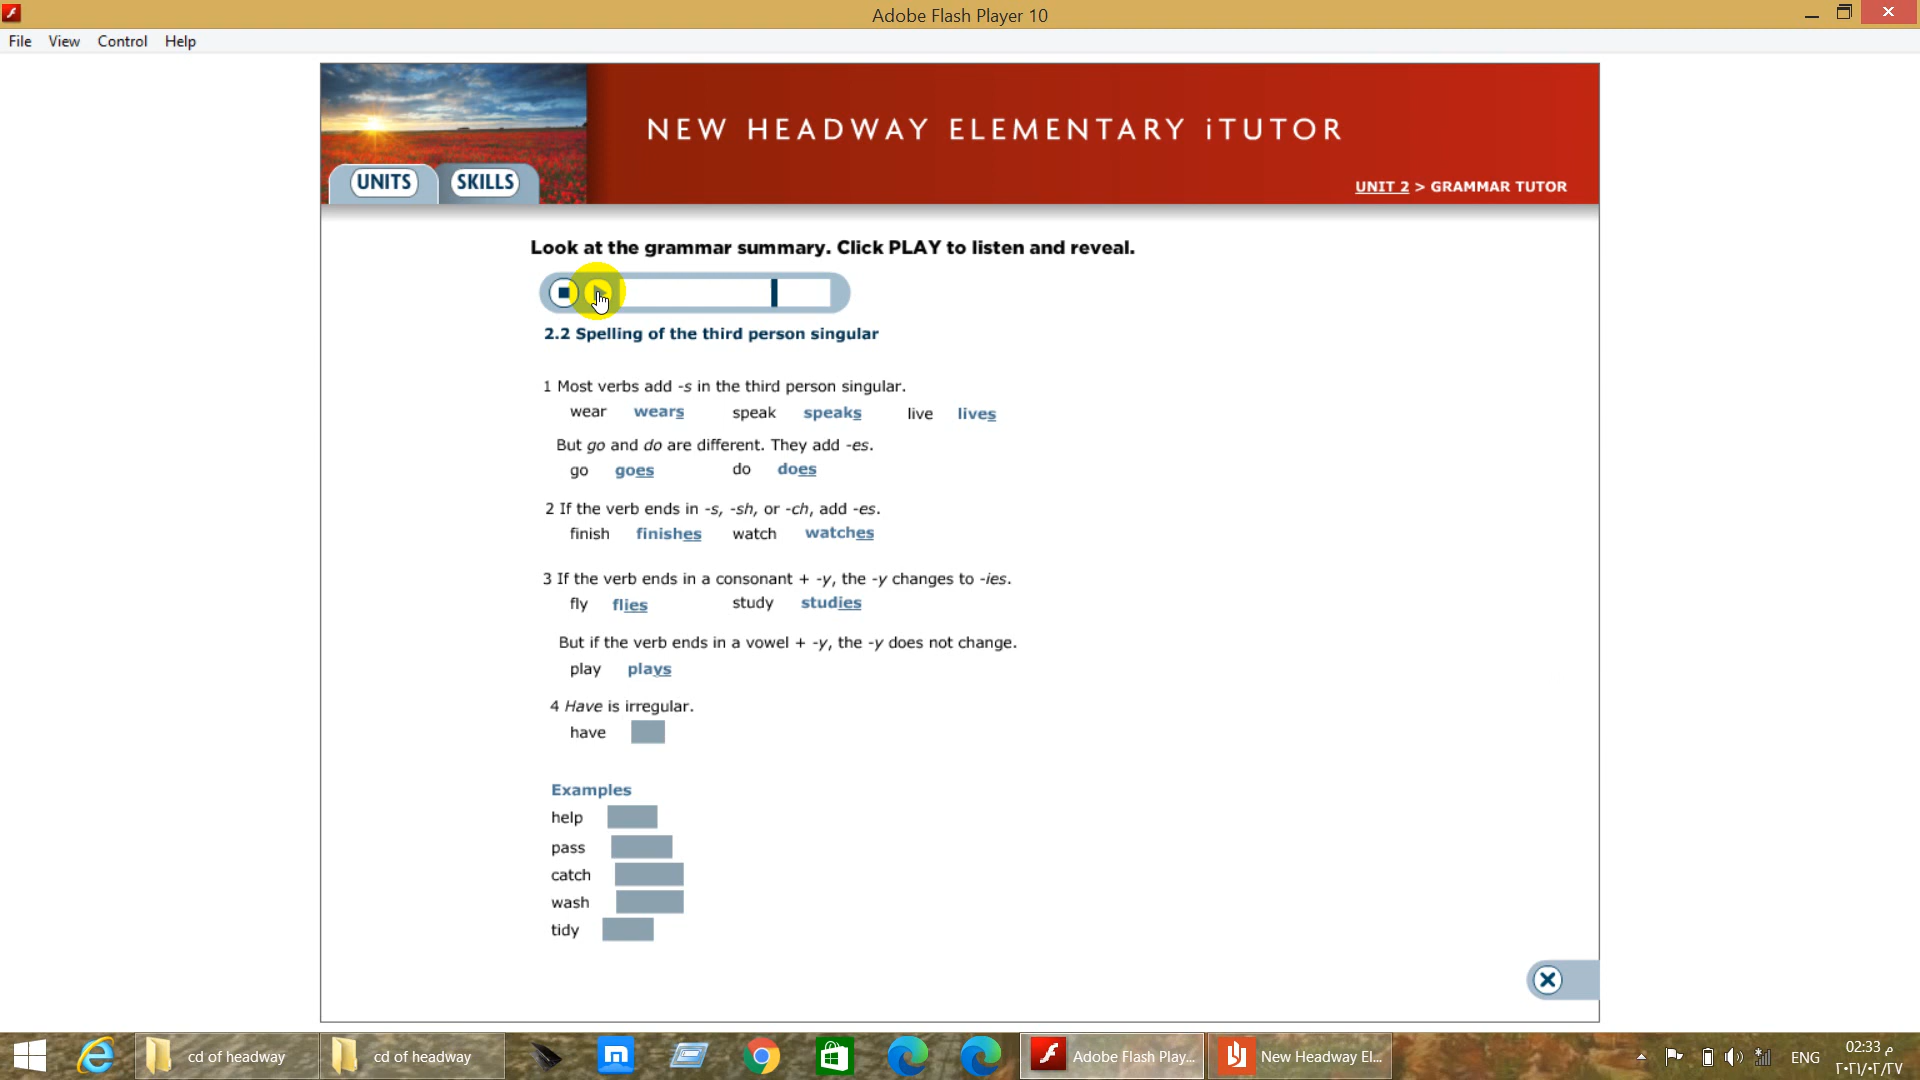 Adobe Flash Player 10
File View Control Help
NEW HEADWAY ELEMENTARY iTUTOR
UNITS SKILLS
UNIT 2 > GRAMMAR TUTOR
Look at the grammar summary. Click PLAY to listen and reveal.
2.2 Spelling of the third person singular
1 Most verbs add -s in the third person singular.
wear wears speak speaks live lives
But go and do are different. They add -es.
go goes do does
2 If the verb ends in -s, -sh, or -ch, add -es.
finish finishes watch watches
3 If the verb ends in a consonant + -y, the -y changes to -ies.
fly flies study studies
But if the verb ends in a vowel + -y, the -y does not change.
play plays
4 Have is irregular.
have
Examples
help
pass
catch
wash
tidy
cd of headway cd of headway Adobe Flash Play... New Headway El... ENG 02:33 م
٢٠٢١/٠٢/٢٧